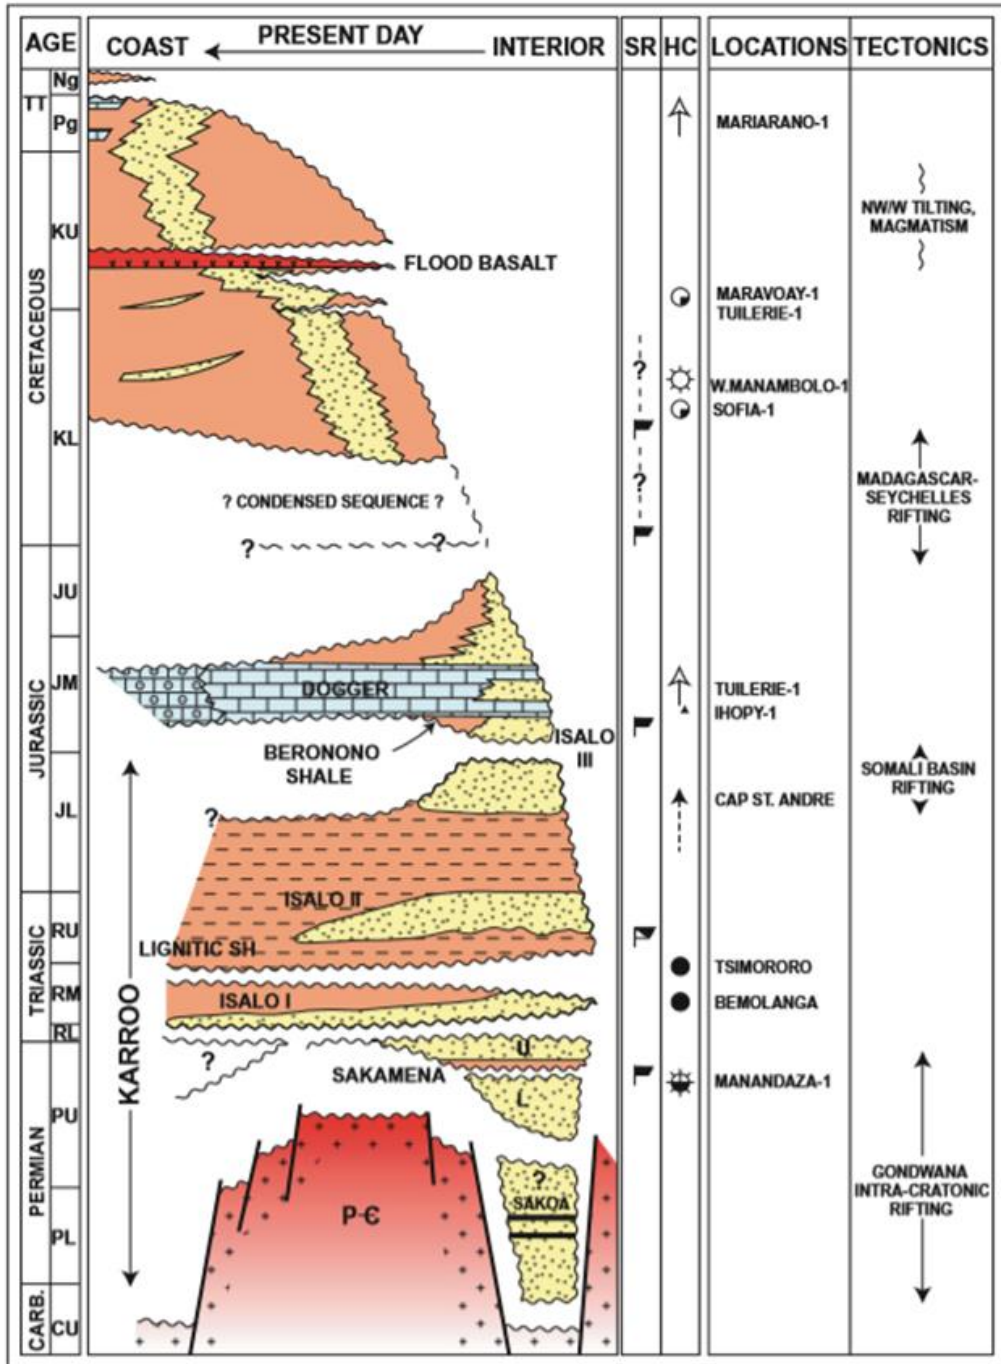 AGE
COAST
PRESENT DAY
INTERIOR
SR
HC
LOCATIONS
TECTONICS
TT
Ng
Pg
CRETACEOUS
KU
KL
JURASSIC
JU
JM
JL
TRIASSIC
RU
RM
RL
PERMIAN
PU
PL
CARB.
CU
FLOOD BASALT
? CONDENSED SEQUENCE ?
? ?
DOGGER
BERONONO
SHALE
ISALO
III
?
ISALO II
LIGNITIC SH
ISALO I
KARROO
?
SAKAMENA
U
L
P-Є
?
SAKOA
?
?
MARIARANO-1
MARAVOAY-1
TUILERIE-1
W.MANAMBOLO-1
SOFIA-1
TUILERIE-1
IHOPY-1
CAP ST. ANDRE
TSIMORORO
BEMOLANGA
MANANDAZA-1
NW/W TILTING,
MAGMATISM
MADAGASCAR-
SEYCHELLES
RIFTING
SOMALI BASIN
RIFTING
GONDWANA
INTRA-CRATONIC
RIFTING